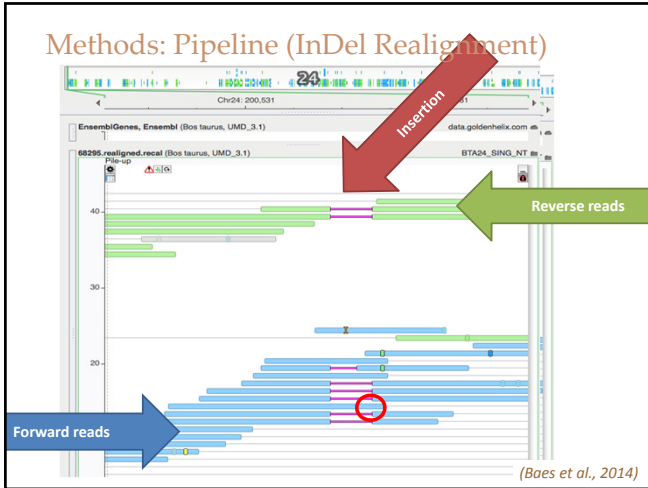 Methods: Pipeline (InDel Realignment)
24
Chr24: 200,531
Insertion
EnsemblGenes, Ensembl (Bos taurus, UMD_3.1)
data.goldenhelix.com
68295.realigned.recal (Bos taurus, UMD_3.1)
BTA24_SING_NT
Pile-up
40
Reverse reads
30
20
Forward reads
(Baes et al., 2014)